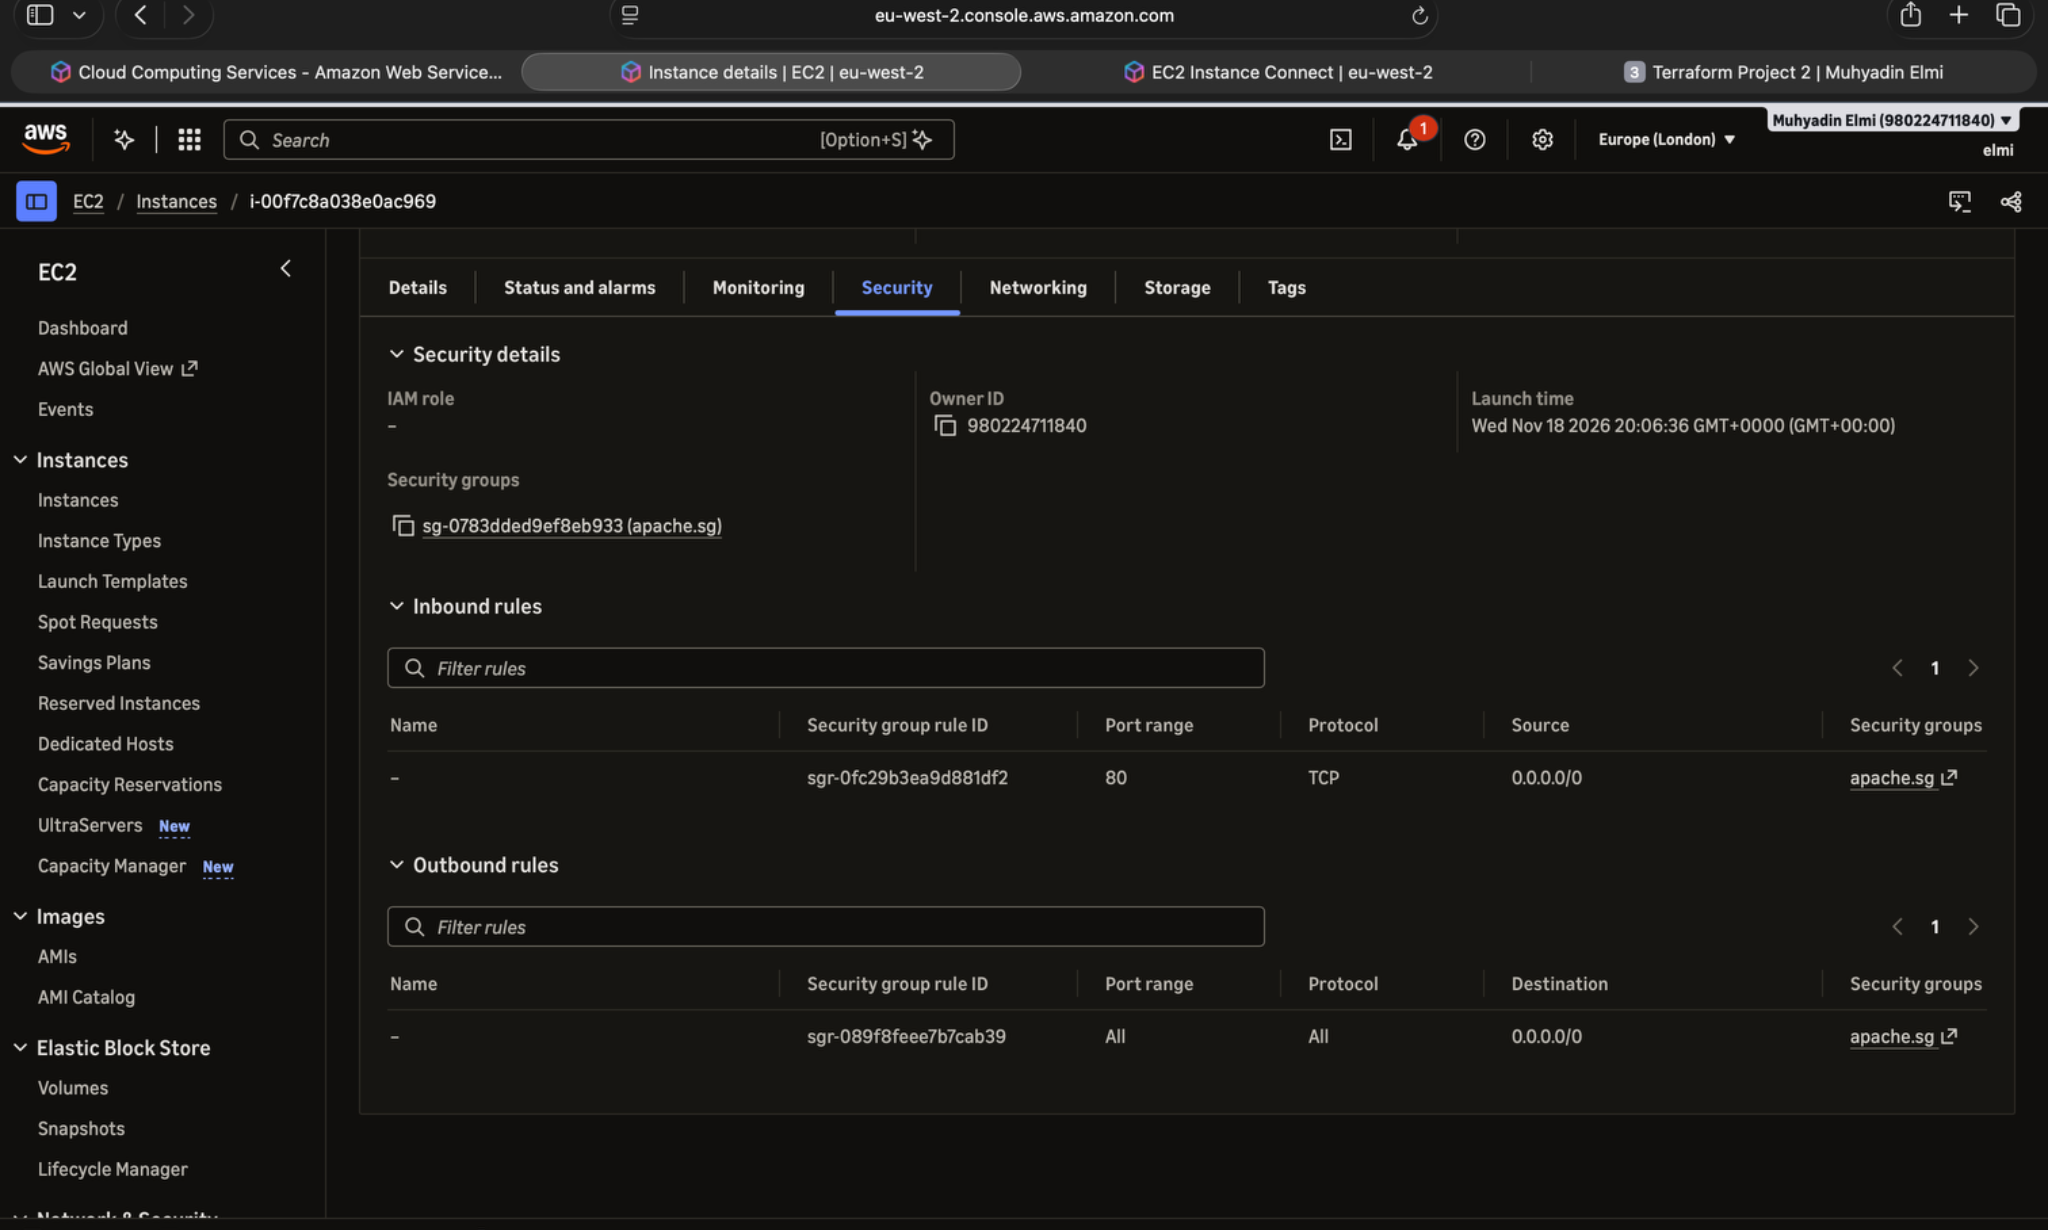 eu-west-2.console.aws.amazon.com
Cloud Computing Services - Amazon Web Service...
Instance details | EC2 | eu-west-2
EC2 Instance Connect | eu-west-2
3 Terraform Project 2 | Muhyadin Elmi
aws
Search [Option+S]
1
Europe (London)
Muhyadin Elmi (980224711840)
elmi
EC2 / Instances / i-00f7c8a038e0ac969
EC2
Dashboard
AWS Global View
Events
Instances
Instances
Instance Types
Launch Templates
Spot Requests
Savings Plans
Reserved Instances
Dedicated Hosts
Capacity Reservations
UltraServers New
Capacity Manager New
Images
AMIs
AMI Catalog
Elastic Block Store
Volumes
Snapshots
Lifecycle Manager
Network & Security
Details Status and alarms Monitoring Security Networking Storage Tags
Security details
IAM role
–
Owner ID
980224711840
Launch time
Wed Nov 18 2026 20:06:36 GMT+0000 (GMT+00:00)
Security groups
sg-0783dded9ef8eb933 (apache.sg)
Inbound rules
Filter rules
1
Name Security group rule ID Port range Protocol Source Security groups
– sgr-0fc29b3ea9d881df2 80 TCP 0.0.0.0/0 apache.sg
Outbound rules
Filter rules
1
Name Security group rule ID Port range Protocol Destination Security groups
– sgr-089f8feee7b7cab39 All All 0.0.0.0/0 apache.sg